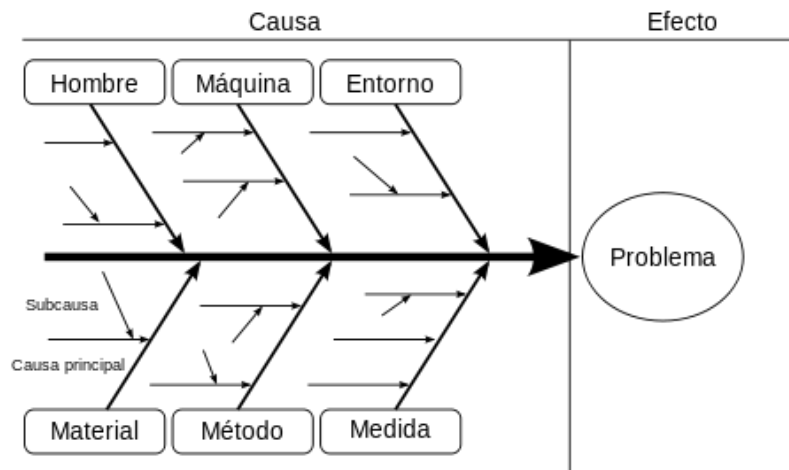 Causa
Efecto
Hombre
Máquina
Entorno
Problema
Subcausa
Causa principal
Material
Método
Medida